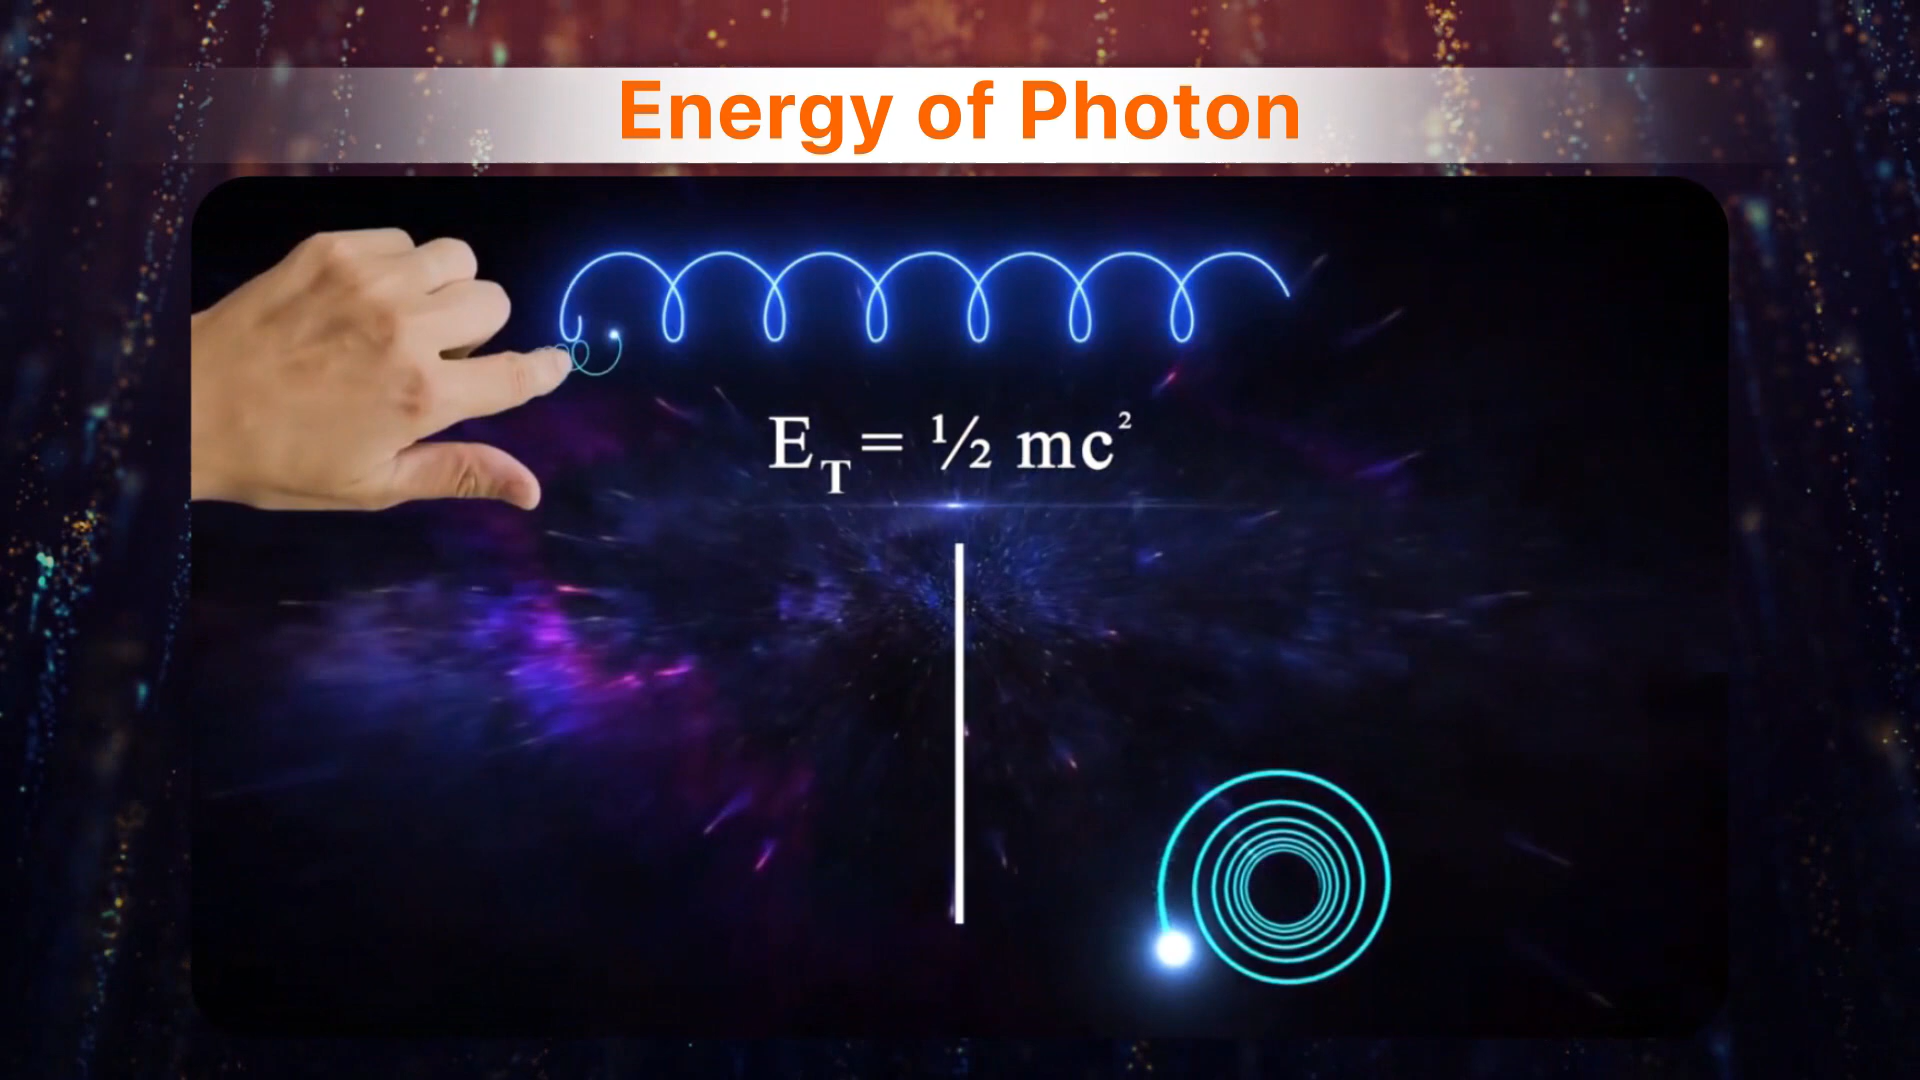 Energy of Photon
E_T = ½ mc²